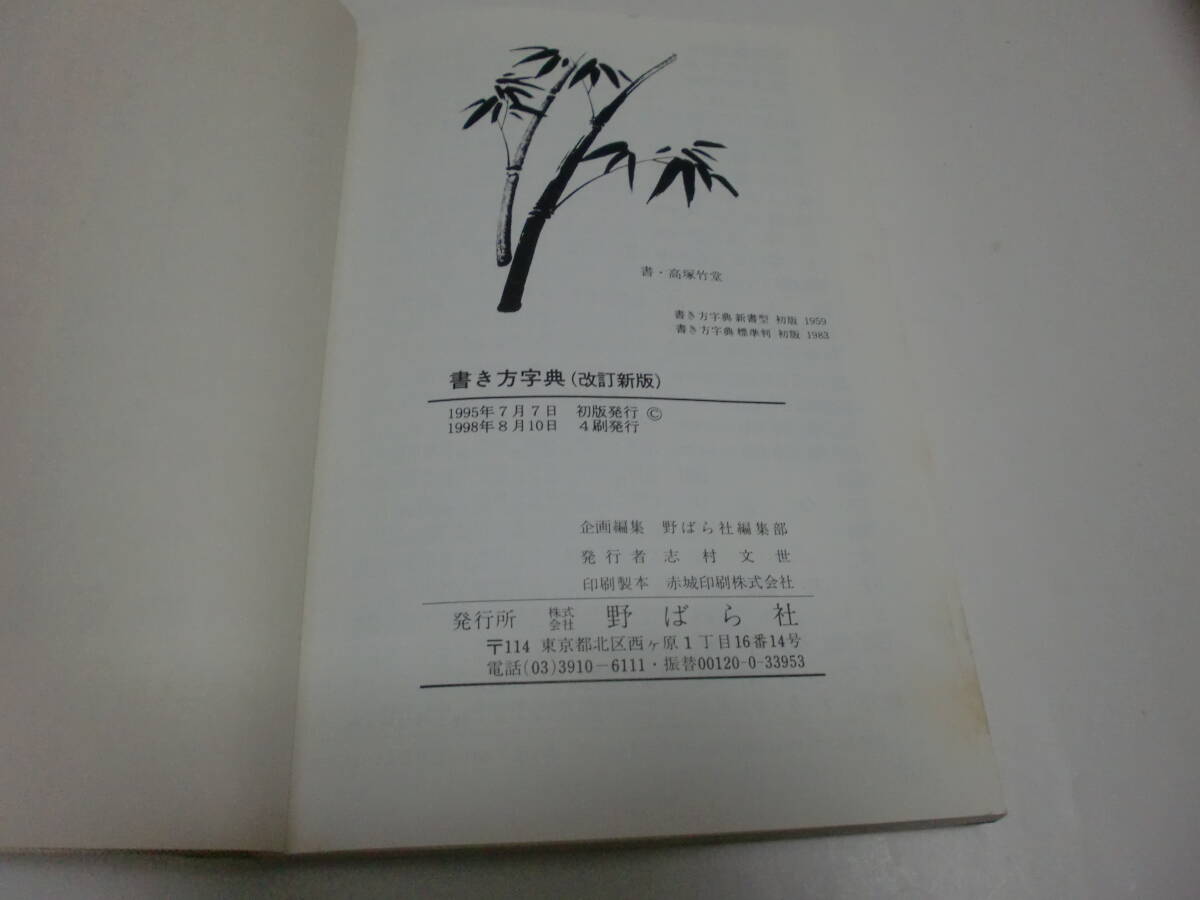 書・高塚竹堂
書き方字典新書型 初版 1959
書き方字典標準判 初版 1983
書き方字典(改訂新版)
1995年7月7日 初版発行 ©
1998年8月10日 4刷発行
企画編集 野ばら社編集部
発行者 志村文世
印刷製本 赤城印刷株式会社
発行所 株式会社 野ばら社
〒114 東京都北区西ヶ原1丁目16番14号
電話(03)3910-6111・振替00120-0-33953